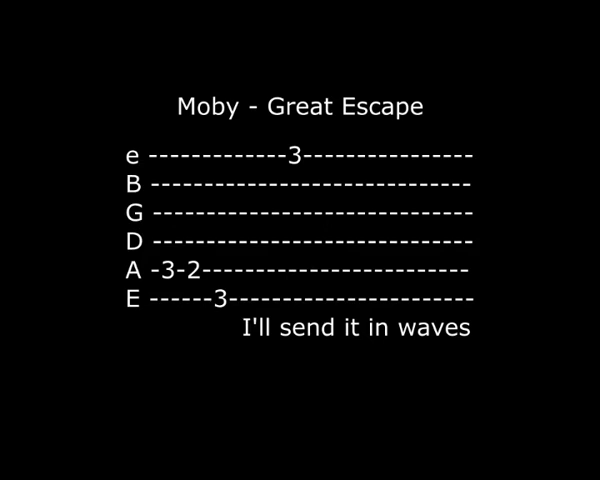 Moby - Great Escape
e -------------3----------------
B ------------------------------
G ------------------------------
D ------------------------------
A -3-2-------------------------
E ------3-----------------------
I'll send it in waves